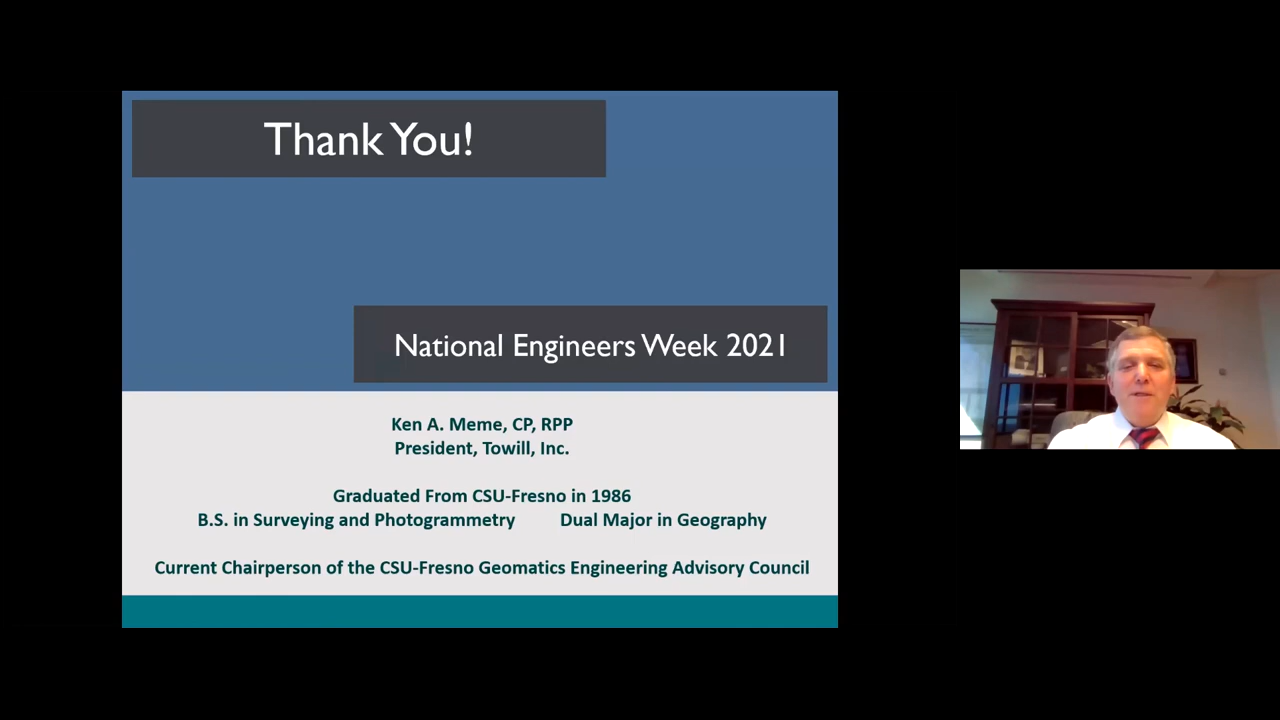 Thank You!
National Engineers Week 2021
Ken A. Meme, CP, RPP
President, Towill, Inc.
Graduated From CSU-Fresno in 1986
B.S. in Surveying and Photogrammetry Dual Major in Geography
Current Chairperson of the CSU-Fresno Geomatics Engineering Advisory Council